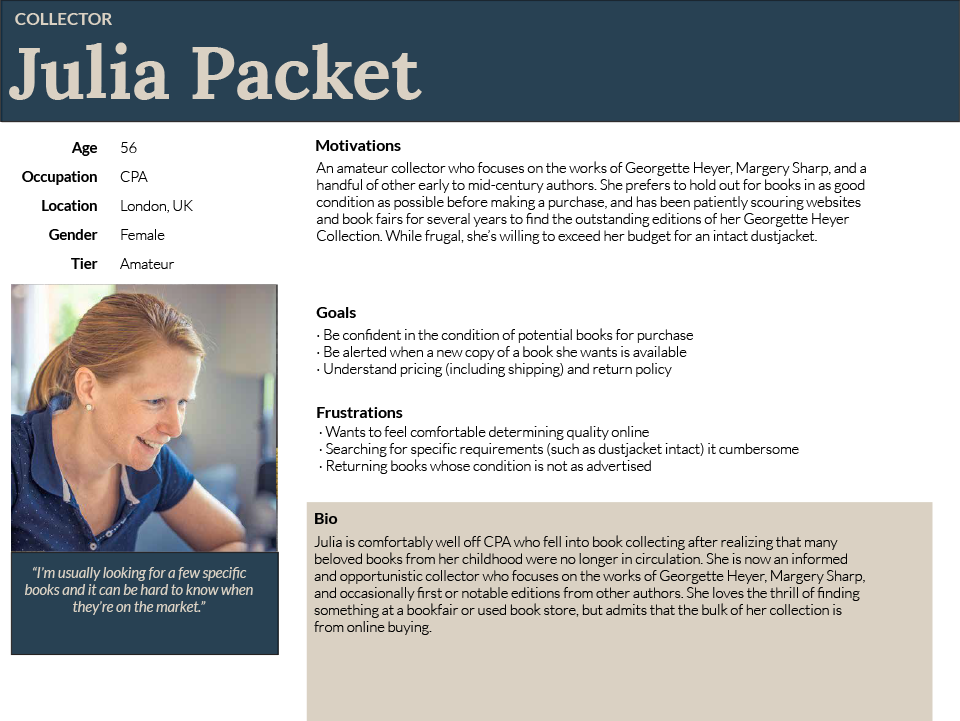 COLLECTOR
Julia Packet
Age 56
Occupation CPA
Location London, UK
Gender Female
Tier Amateur
“I’m usually looking for a few specific
books and it can be hard to know when
they’re on the market.”
Motivations
An amateur collector who focuses on the works of Georgette Heyer, Margery Sharp, and a
handful of other early to mid-century authors. She prefers to hold out for books in as good
condition as possible before making a purchase, and has been patiently scouring websites
and book fairs for several years to find the outstanding editions of her Georgette Heyer
Collection. While frugal, she’s willing to exceed her budget for an intact dustjacket.
Goals
· Be confident in the condition of potential books for purchase
· Be alerted when a new copy of a book she wants is available
· Understand pricing (including shipping) and return policy
Frustrations
· Wants to feel comfortable determining quality online
· Searching for specific requirements (such as dustjacket intact) it cumbersome
· Returning books whose condition is not as advertised
Bio
Julia is comfortably well off CPA who fell into book collecting after realizing that many
beloved books from her childhood were no longer in circulation. She is now an informed
and opportunistic collector who focuses on the works of Georgette Heyer, Margery Sharp,
and occasionally first or notable editions from other authors. She loves the thrill of finding
something at a bookfair or used book store, but admits that the bulk of her collection is
from online buying.